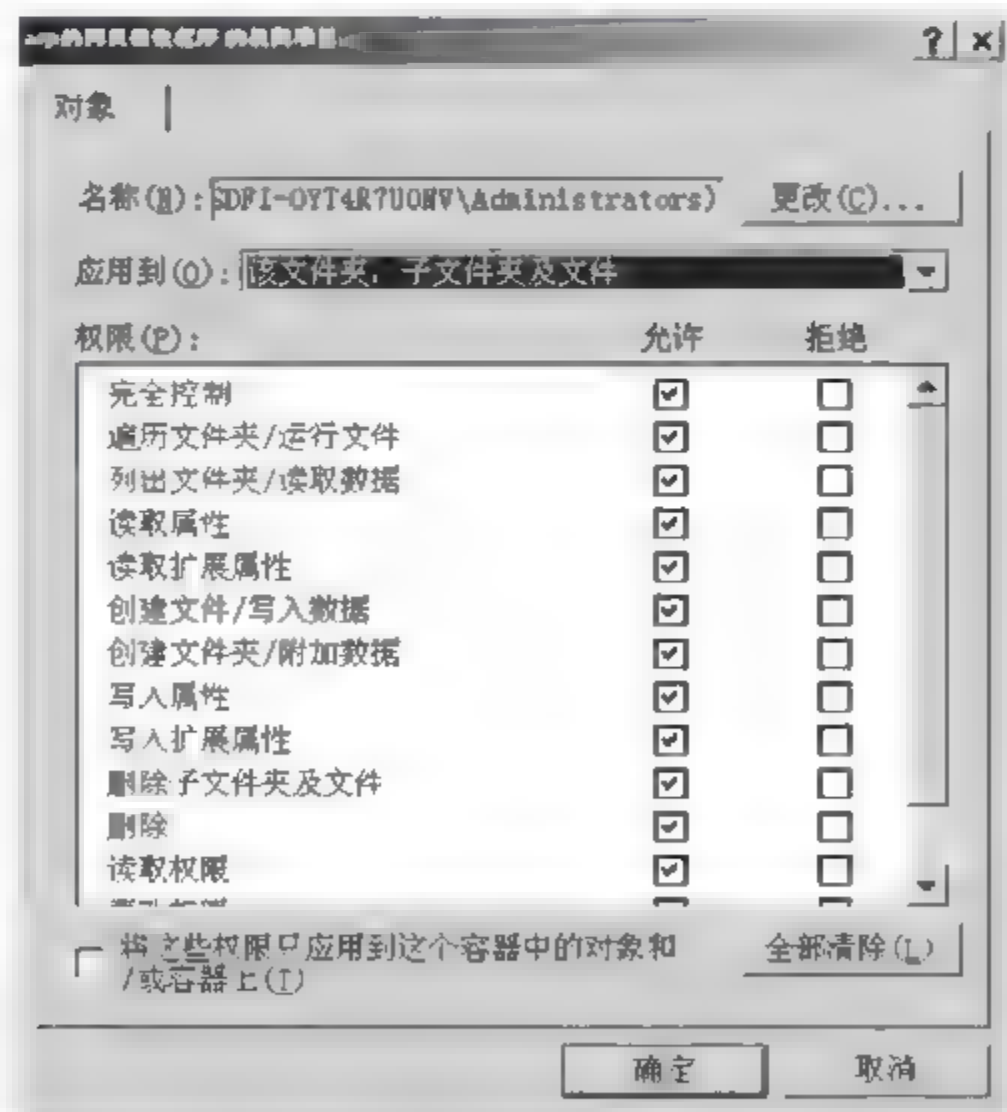 ? ×
对象
名称(N): SDFI-OYT4R7U0NV\Administrators) 更改(C)...
应用到(O): 该文件夹, 子文件夹及文件
权限(P): 允许 拒绝
完全控制
遍历文件夹/运行文件
列出文件夹/读取数据
读取属性
读取扩展属性
创建文件/写入数据
创建文件夹/附加数据
写入属性
写入扩展属性
删除子文件夹及文件
删除
读取权限
将这些权限只应用到这个容器中的对象和 全部清除(L)
/或容器上(T)
确定 取消